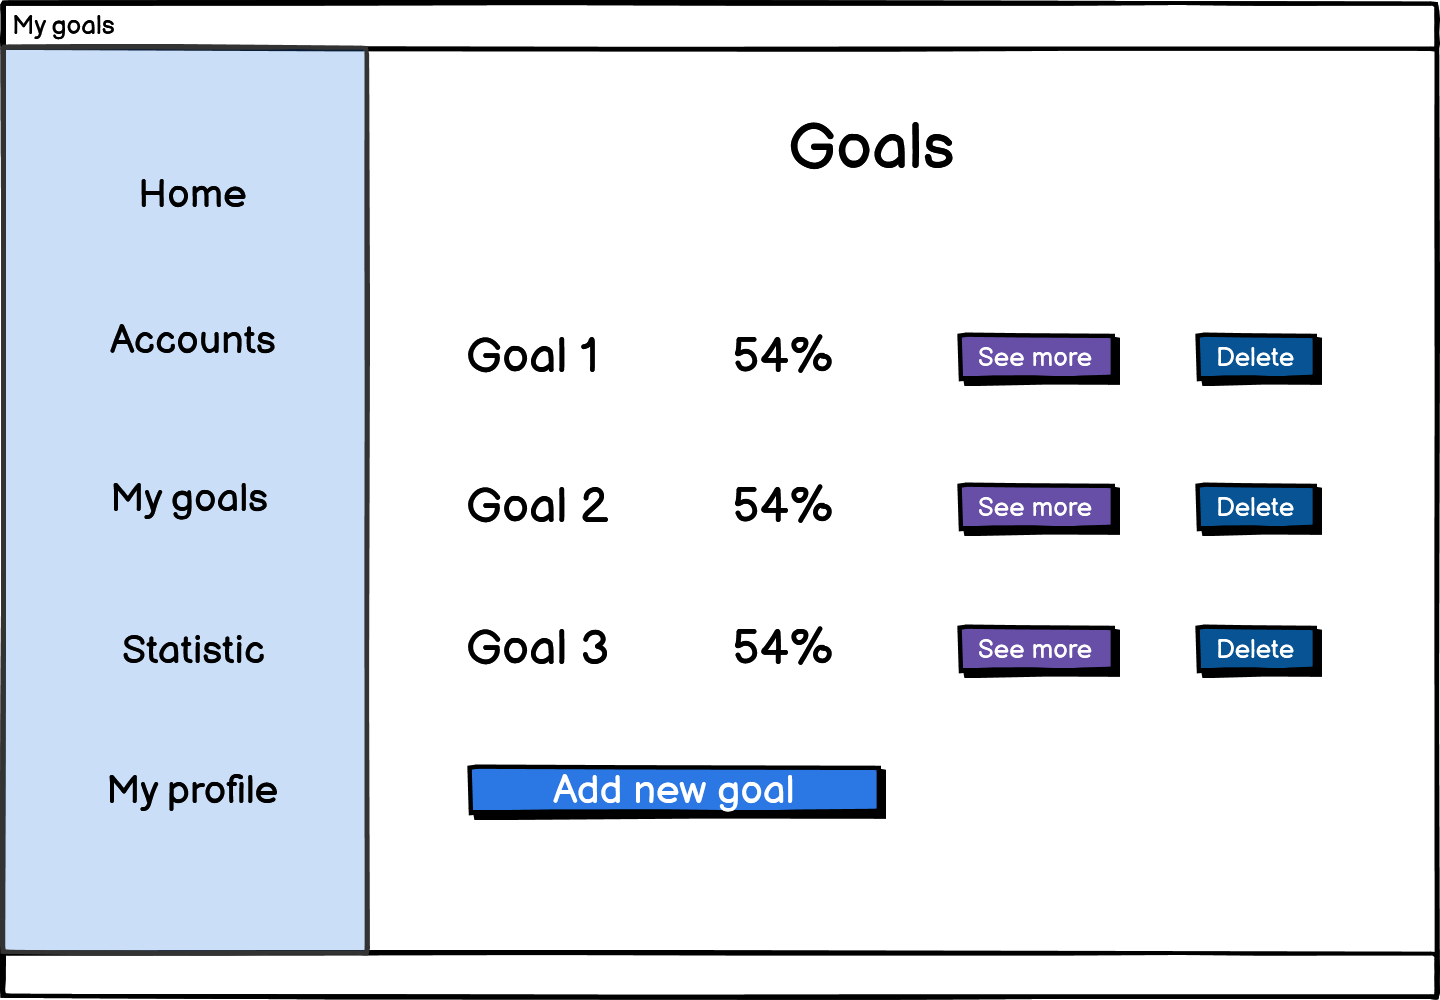 My goals
Home
Accounts
My goals
Statistic
My profile
Goals
Goal 1 54% See more Delete
Goal 2 54% See more Delete
Goal 3 54% See more Delete
Add new goal